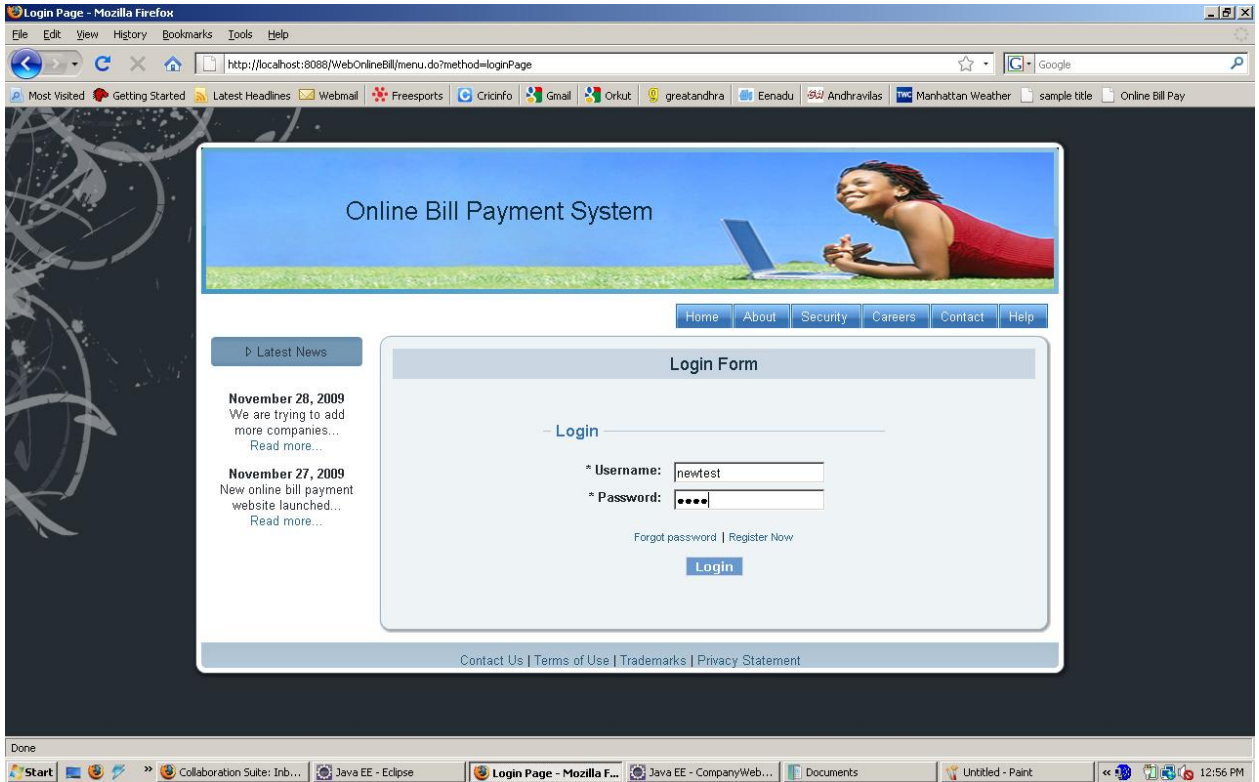 Login Page - Mozilla Firefox
File Edit View History Bookmarks Tools Help
http://localhost:8088/WebOnlineBill/menu.do?method=loginPage
G Google
Most Visited Getting Started Latest Headlines Webmail Freesports Cricinfo Gmail Orkut greatandhra Eenadu Andhravilas TWC Manhattan Weather sample title Online Bill Pay
Online Bill Payment System
Home About Security Careers Contact Help
Latest News
November 28, 2009
We are trying to add
more companies...
Read more...
November 27, 2009
New online bill payment
website launched...
Read more...
Login Form
Login
* Username: newtest
* Password: ●●●●
Forgot password | Register Now
Login
Contact Us | Terms of Use | Trademarks | Privacy Statement
Done
Start » Collaboration Suite: Inb... Java EE - Eclipse Login Page - Mozilla F... Java EE - CompanyWeb... Documents Untitled - Paint « 12:56 PM